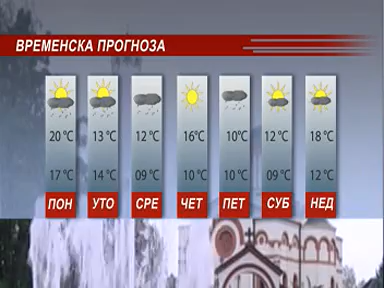 ВРЕМЕНСКА ПРОГНОЗА
20 °C 13 °C 12 °C 16°C 10°C 12 °C 18 °C
17 °C 14 °C 09 °C 10 °C 10 °C 09 °C 12 °C
ПОН УТО СРЕ ЧЕТ ПЕТ СУБ НЕД